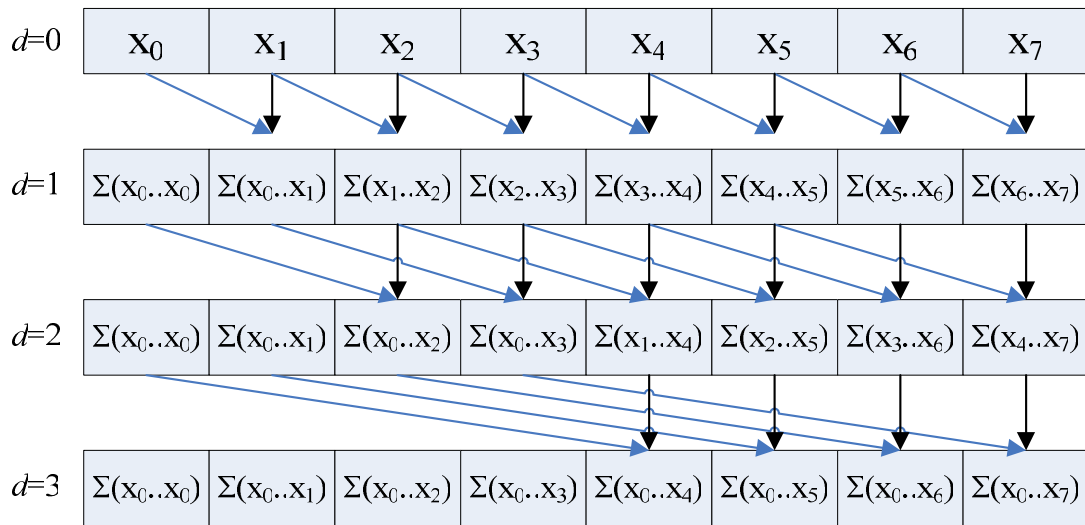 d=0 x₀ x₁ x₂ x₃ x₄ x₅ x₆ x₇
d=1 Σ(x₀..x₀) Σ(x₀..x₁) Σ(x₁..x₂) Σ(x₂..x₃) Σ(x₃..x₄) Σ(x₄..x₅) Σ(x₅..x₆) Σ(x₆..x₇)
d=2 Σ(x₀..x₀) Σ(x₀..x₁) Σ(x₀..x₂) Σ(x₀..x₃) Σ(x₁..x₄) Σ(x₂..x₅) Σ(x₃..x₆) Σ(x₄..x₇)
d=3 Σ(x₀..x₀) Σ(x₀..x₁) Σ(x₀..x₂) Σ(x₀..x₃) Σ(x₀..x₄) Σ(x₀..x₅) Σ(x₀..x₆) Σ(x₀..x₇)